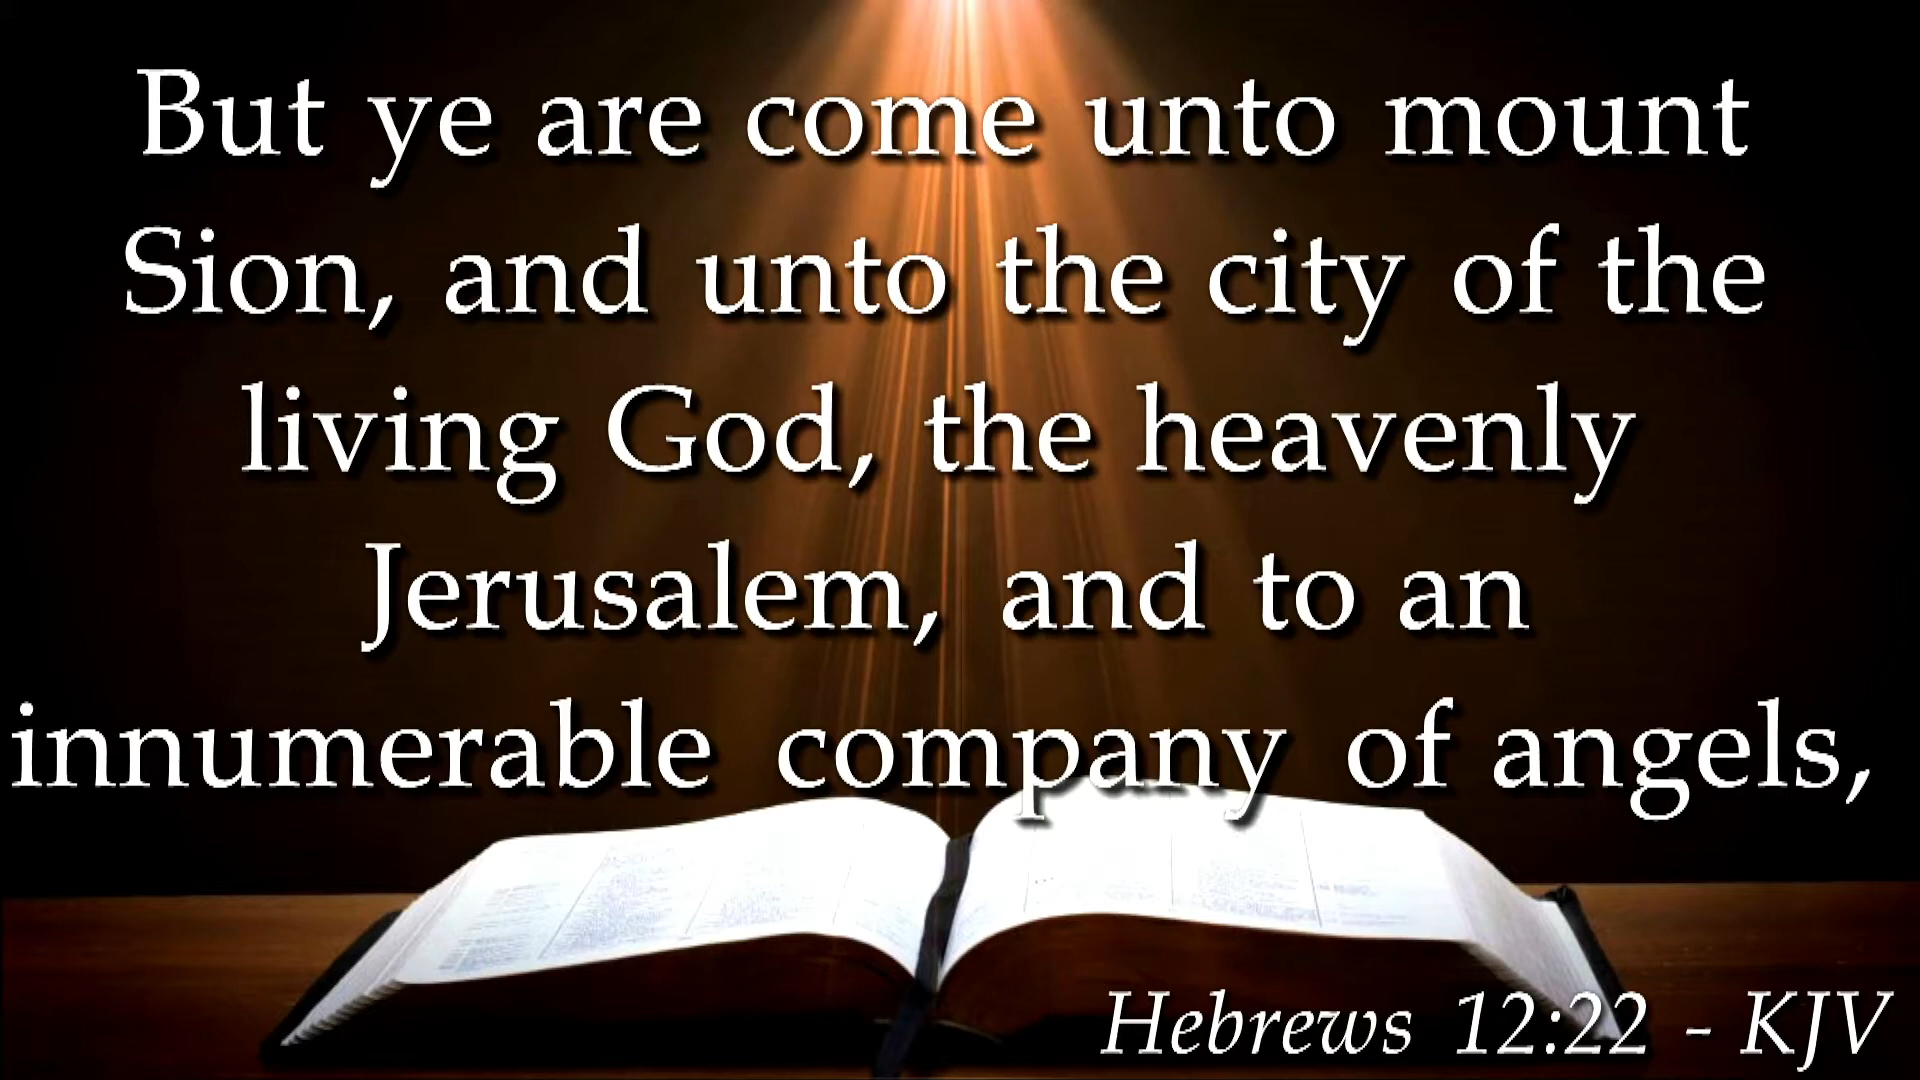 But ye are come unto mount
Sion, and unto the city of the
living God, the heavenly
Jerusalem, and to an
innumerable company of angels,
Hebrews 12:22 - KJV